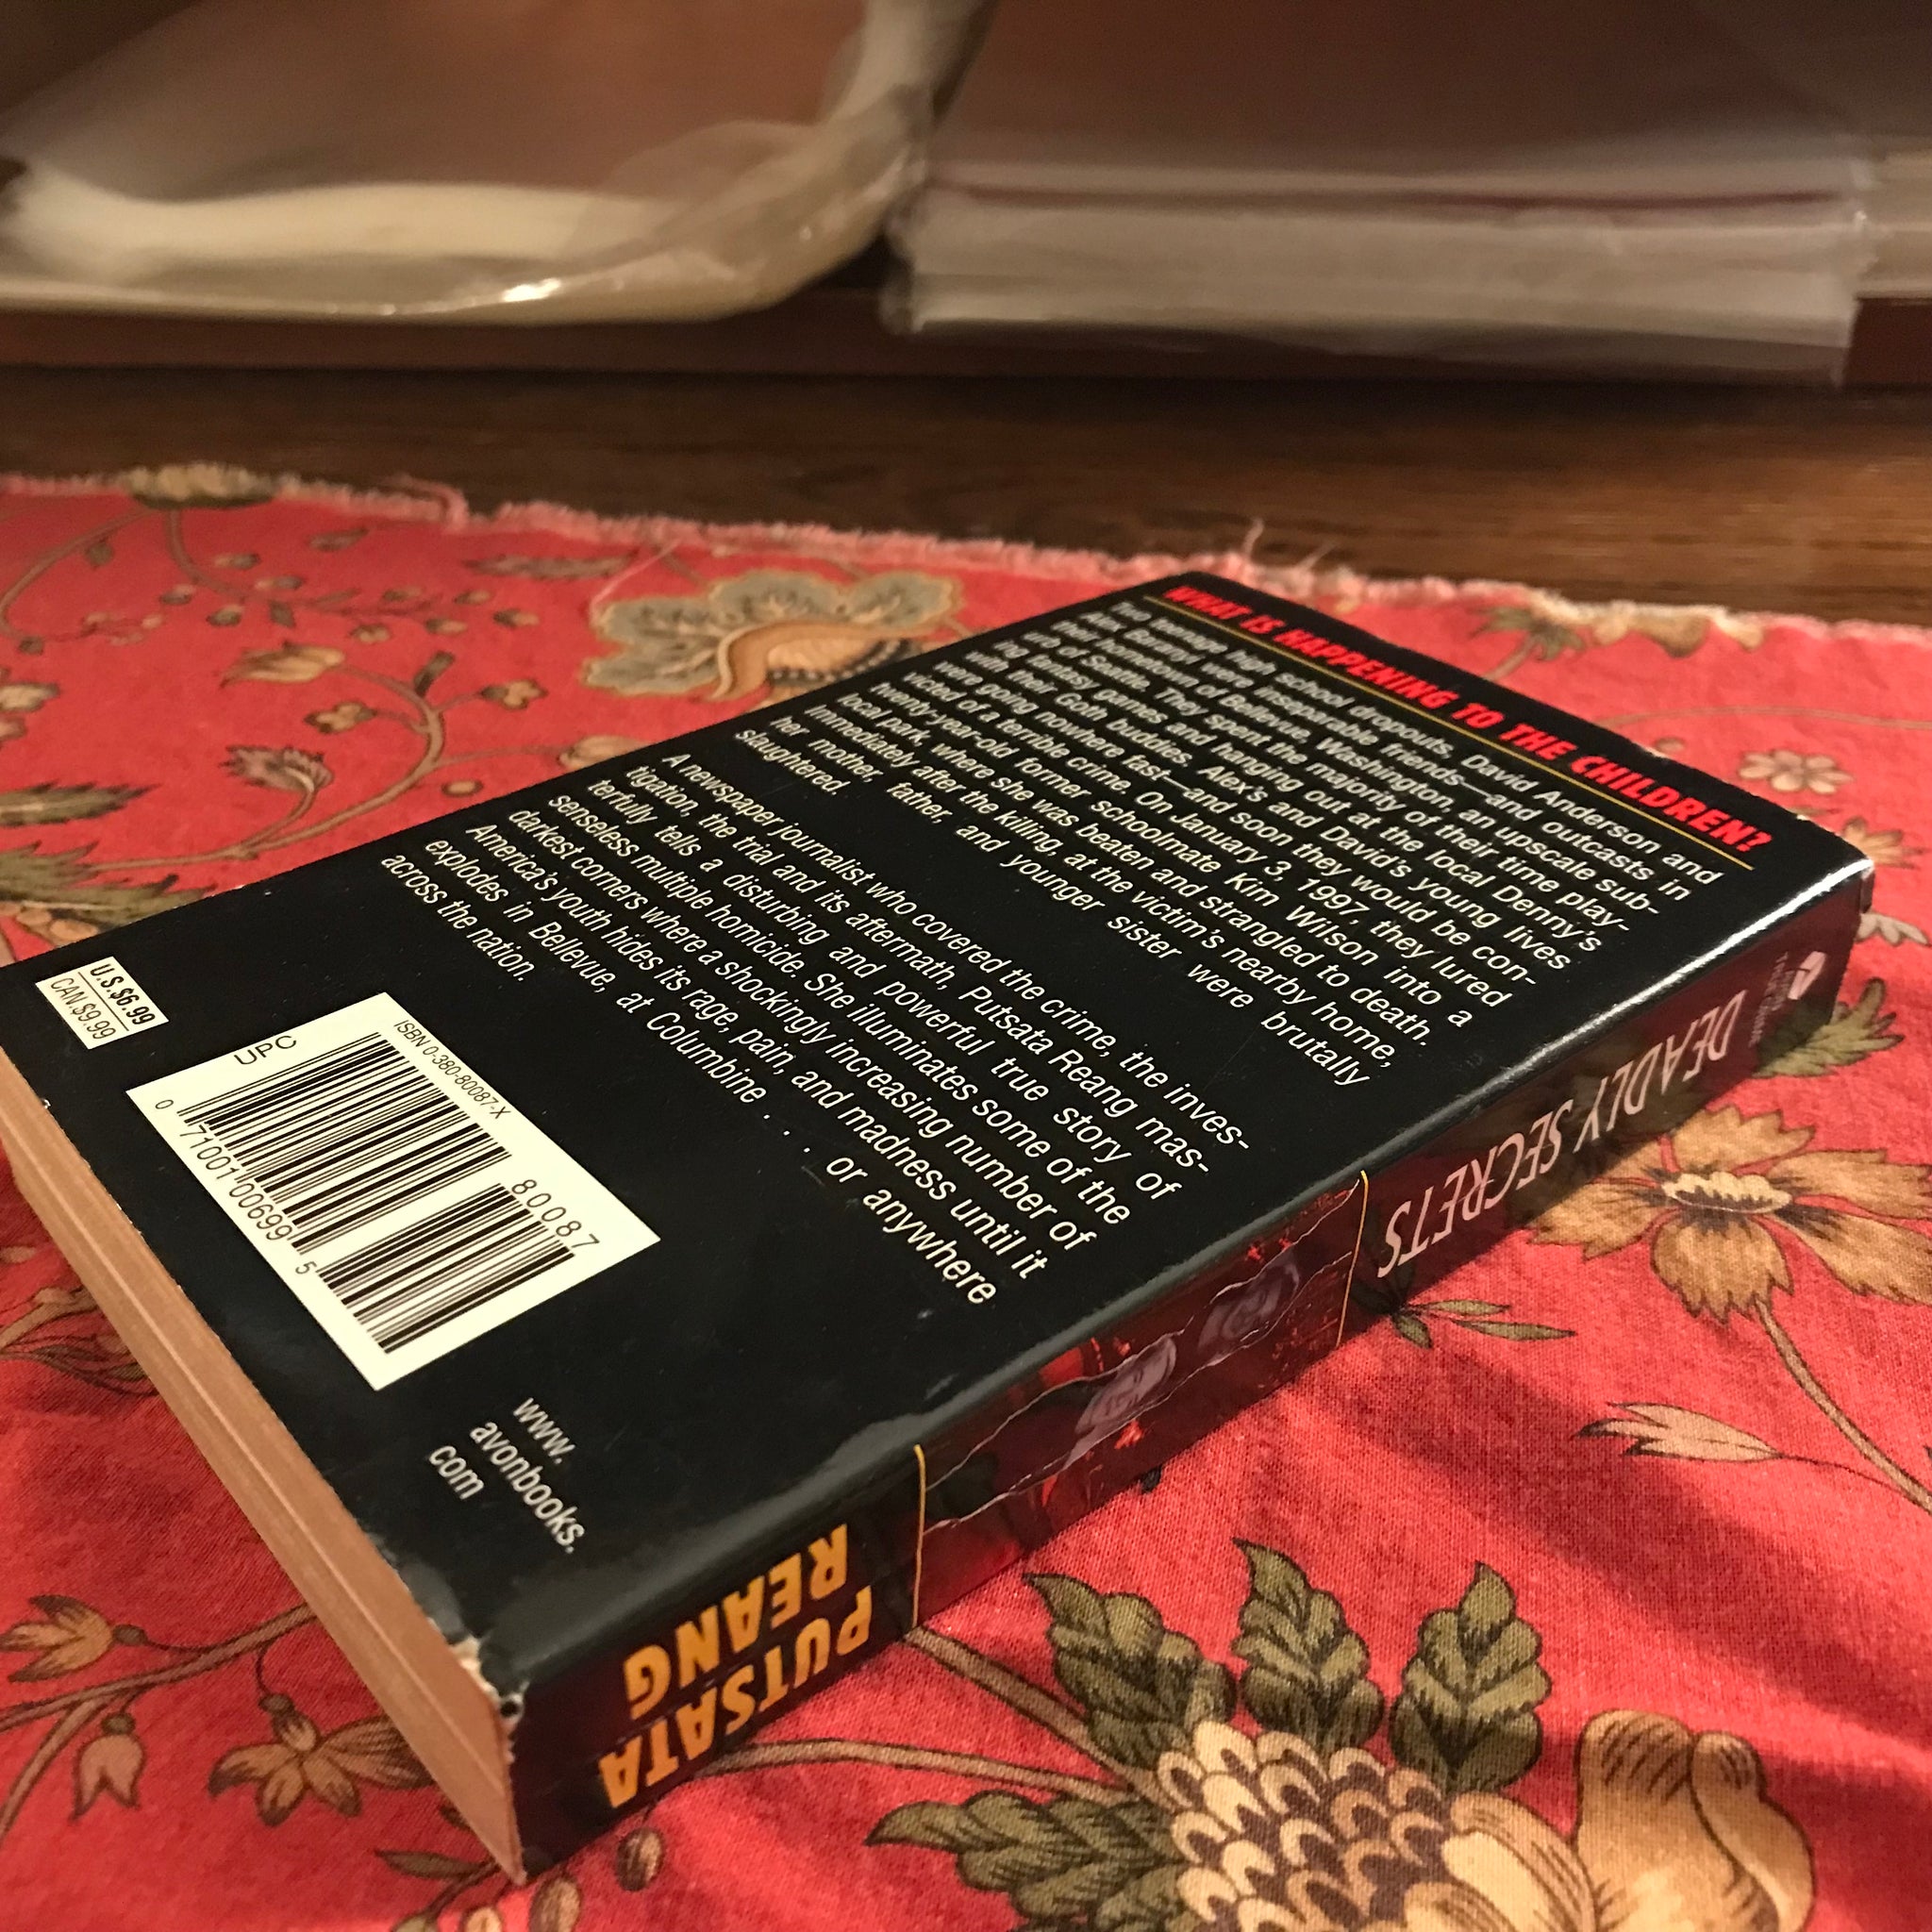 WHAT IS HAPPENING TO THE CHILDREN?
Two teenage high school dropouts, David Anderson and
Alex Baranyi were inseparable friends—and outcasts in
their hometown of Bellevue, Washington, an upscale sub-
urb of Seattle. They spent the majority of their time play-
ing fantasy games and hanging out at the local Denny's
with their Goth buddies. Alex's and David's young lives
were going nowhere fast—and soon they would be con-
victed of a terrible crime. On January 3, 1997, they lured
twenty-year-old former schoolmate Kim Wilson into a
local park, where she was beaten and strangled to death.
Immediately after the killing, at the victim's nearby home,
her mother, father, and younger sister were brutally
slaughtered.
A newspaper journalist who covered the crime, the inves-
tigation, the trial and its aftermath, Putsata Reang mas-
terfully tells a disturbing and powerful true story of
senseless multiple homicide. She illuminates some of the
darkest corners where a shockingly increasing number of
America's youth hides its rage, pain, and madness until it
explodes in Bellevue, at Columbine . . . or anywhere
across the nation.
U.S.$6.99
CAN.$9.99
UPC
ISBN 0-380-80087-X
80087
0 71001 00699 5
www.
avonbooks.
com
DEADLY SECRETS
PUTSATA
REANG